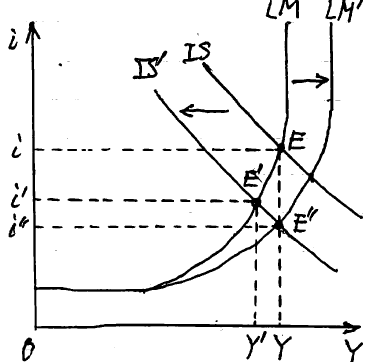 LM LM'
i
IS' IS
i E
i' E'
i" E"
0 Y' Y Y